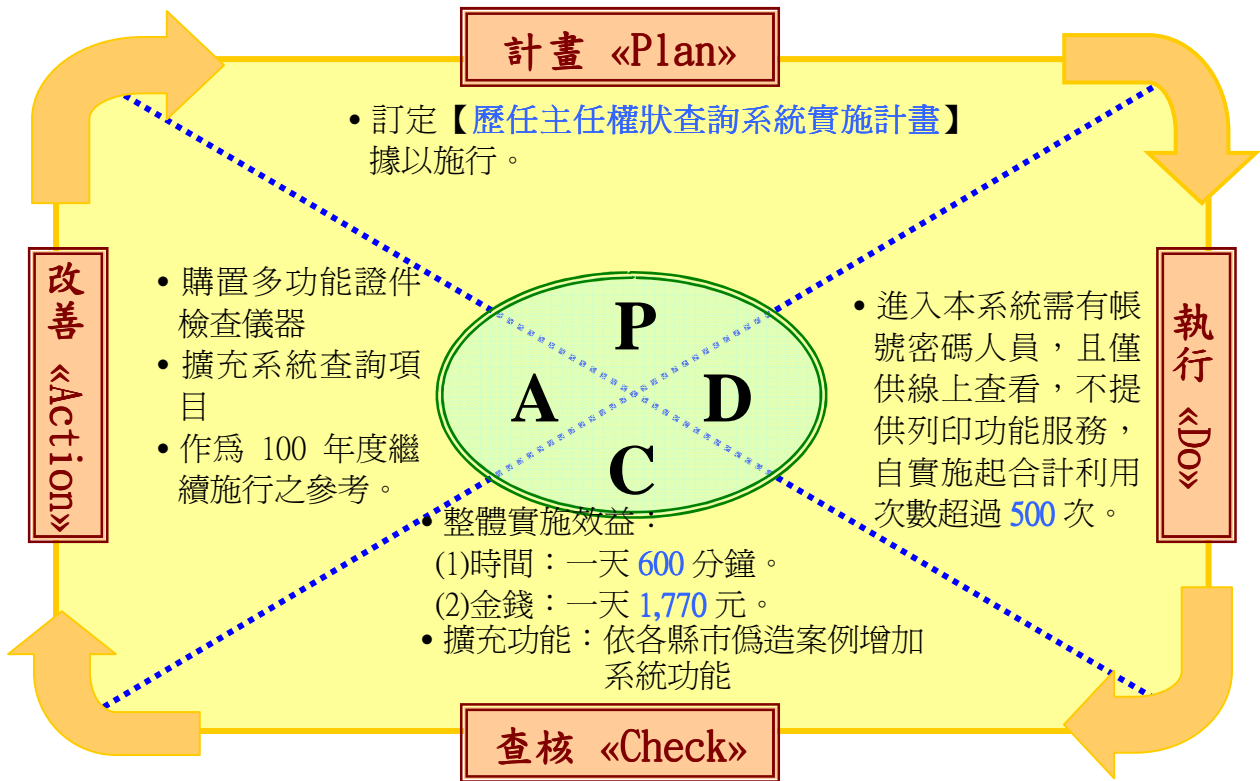 計畫 «Plan»
•訂定【歷任主任權狀查詢系統實施計畫】
據以施行。
改善 «Action»
•購置多功能證件
檢查儀器
•擴充系統查詢項
目
•作爲 100 年度繼
續施行之參考。
P
A
D
C
•進入本系統需有帳
號密碼人員，且僅
供線上查看，不提
供列印功能服務，
自實施起合計利用
次數超過 500 次。
執行 «Do»
•整體實施效益：
(1)時間：一天 600 分鐘。
(2)金錢：一天 1,770 元。
•擴充功能：依各縣市僞造案例增加
系統功能
查核 «Check»